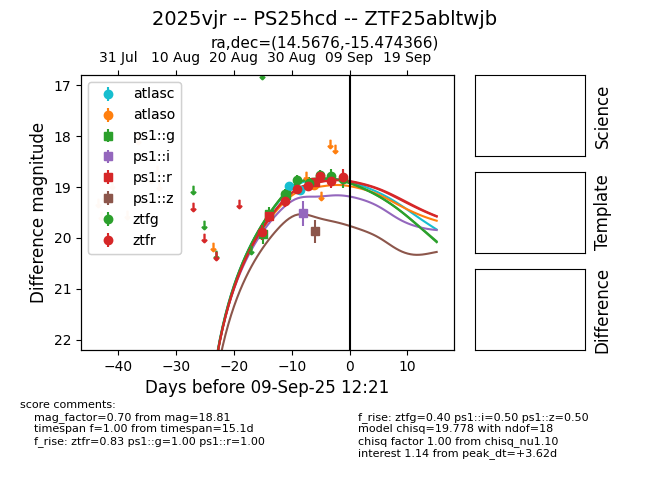 2025vjr -- PS25hcd -- ZTF25abltwjb
ra,dec=(14.5676,-15.474366)
31 Jul 10 Aug 20 Aug 30 Aug 09 Sep 19 Sep
17
18
19
20
21
22
Difference magnitude
atlasc
atlaso
ps1::g
ps1::i
ps1::r
ps1::z
ztfg
ztfr
−40 −30 −20 −10 0 10
Days before 09-Sep-25 12:21
Science
Template
Difference
score comments:
mag_factor=0.70 from mag=18.81
timespan f=1.00 from timespan=15.1d
f_rise: ztfr=0.83 ps1::g=1.00 ps1::r=1.00
f_rise: ztfg=0.40 ps1::i=0.50 ps1::z=0.50
model chisq=19.778 with ndof=18
chisq factor 1.00 from chisq_nu1.10
interest 1.14 from peak_dt=+3.62d